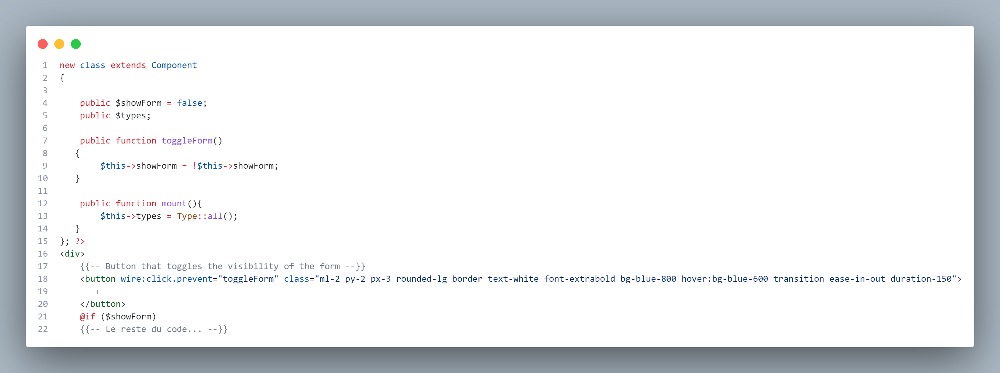 1 new class extends Component
2 {
3
4     public $showForm = false;
5     public $types;
6
7     public function toggleForm()
8    {
9         $this->showForm = !$this->showForm;
10    }
11
12     public function mount(){
13         $this->types = Type::all();
14    }
15 }; ?>
16 <div>
17     {{-- Button that toggles the visibility of the form --}}
18     <button wire:click.prevent="toggleForm" class="ml-2 py-2 px-3 rounded-lg border text-white font-extrabold bg-blue-800 hover:bg-blue-600 transition ease-in-out duration-150">
19        +
20     </button>
21     @if ($showForm)
22     {{-- Le reste du code... --}}